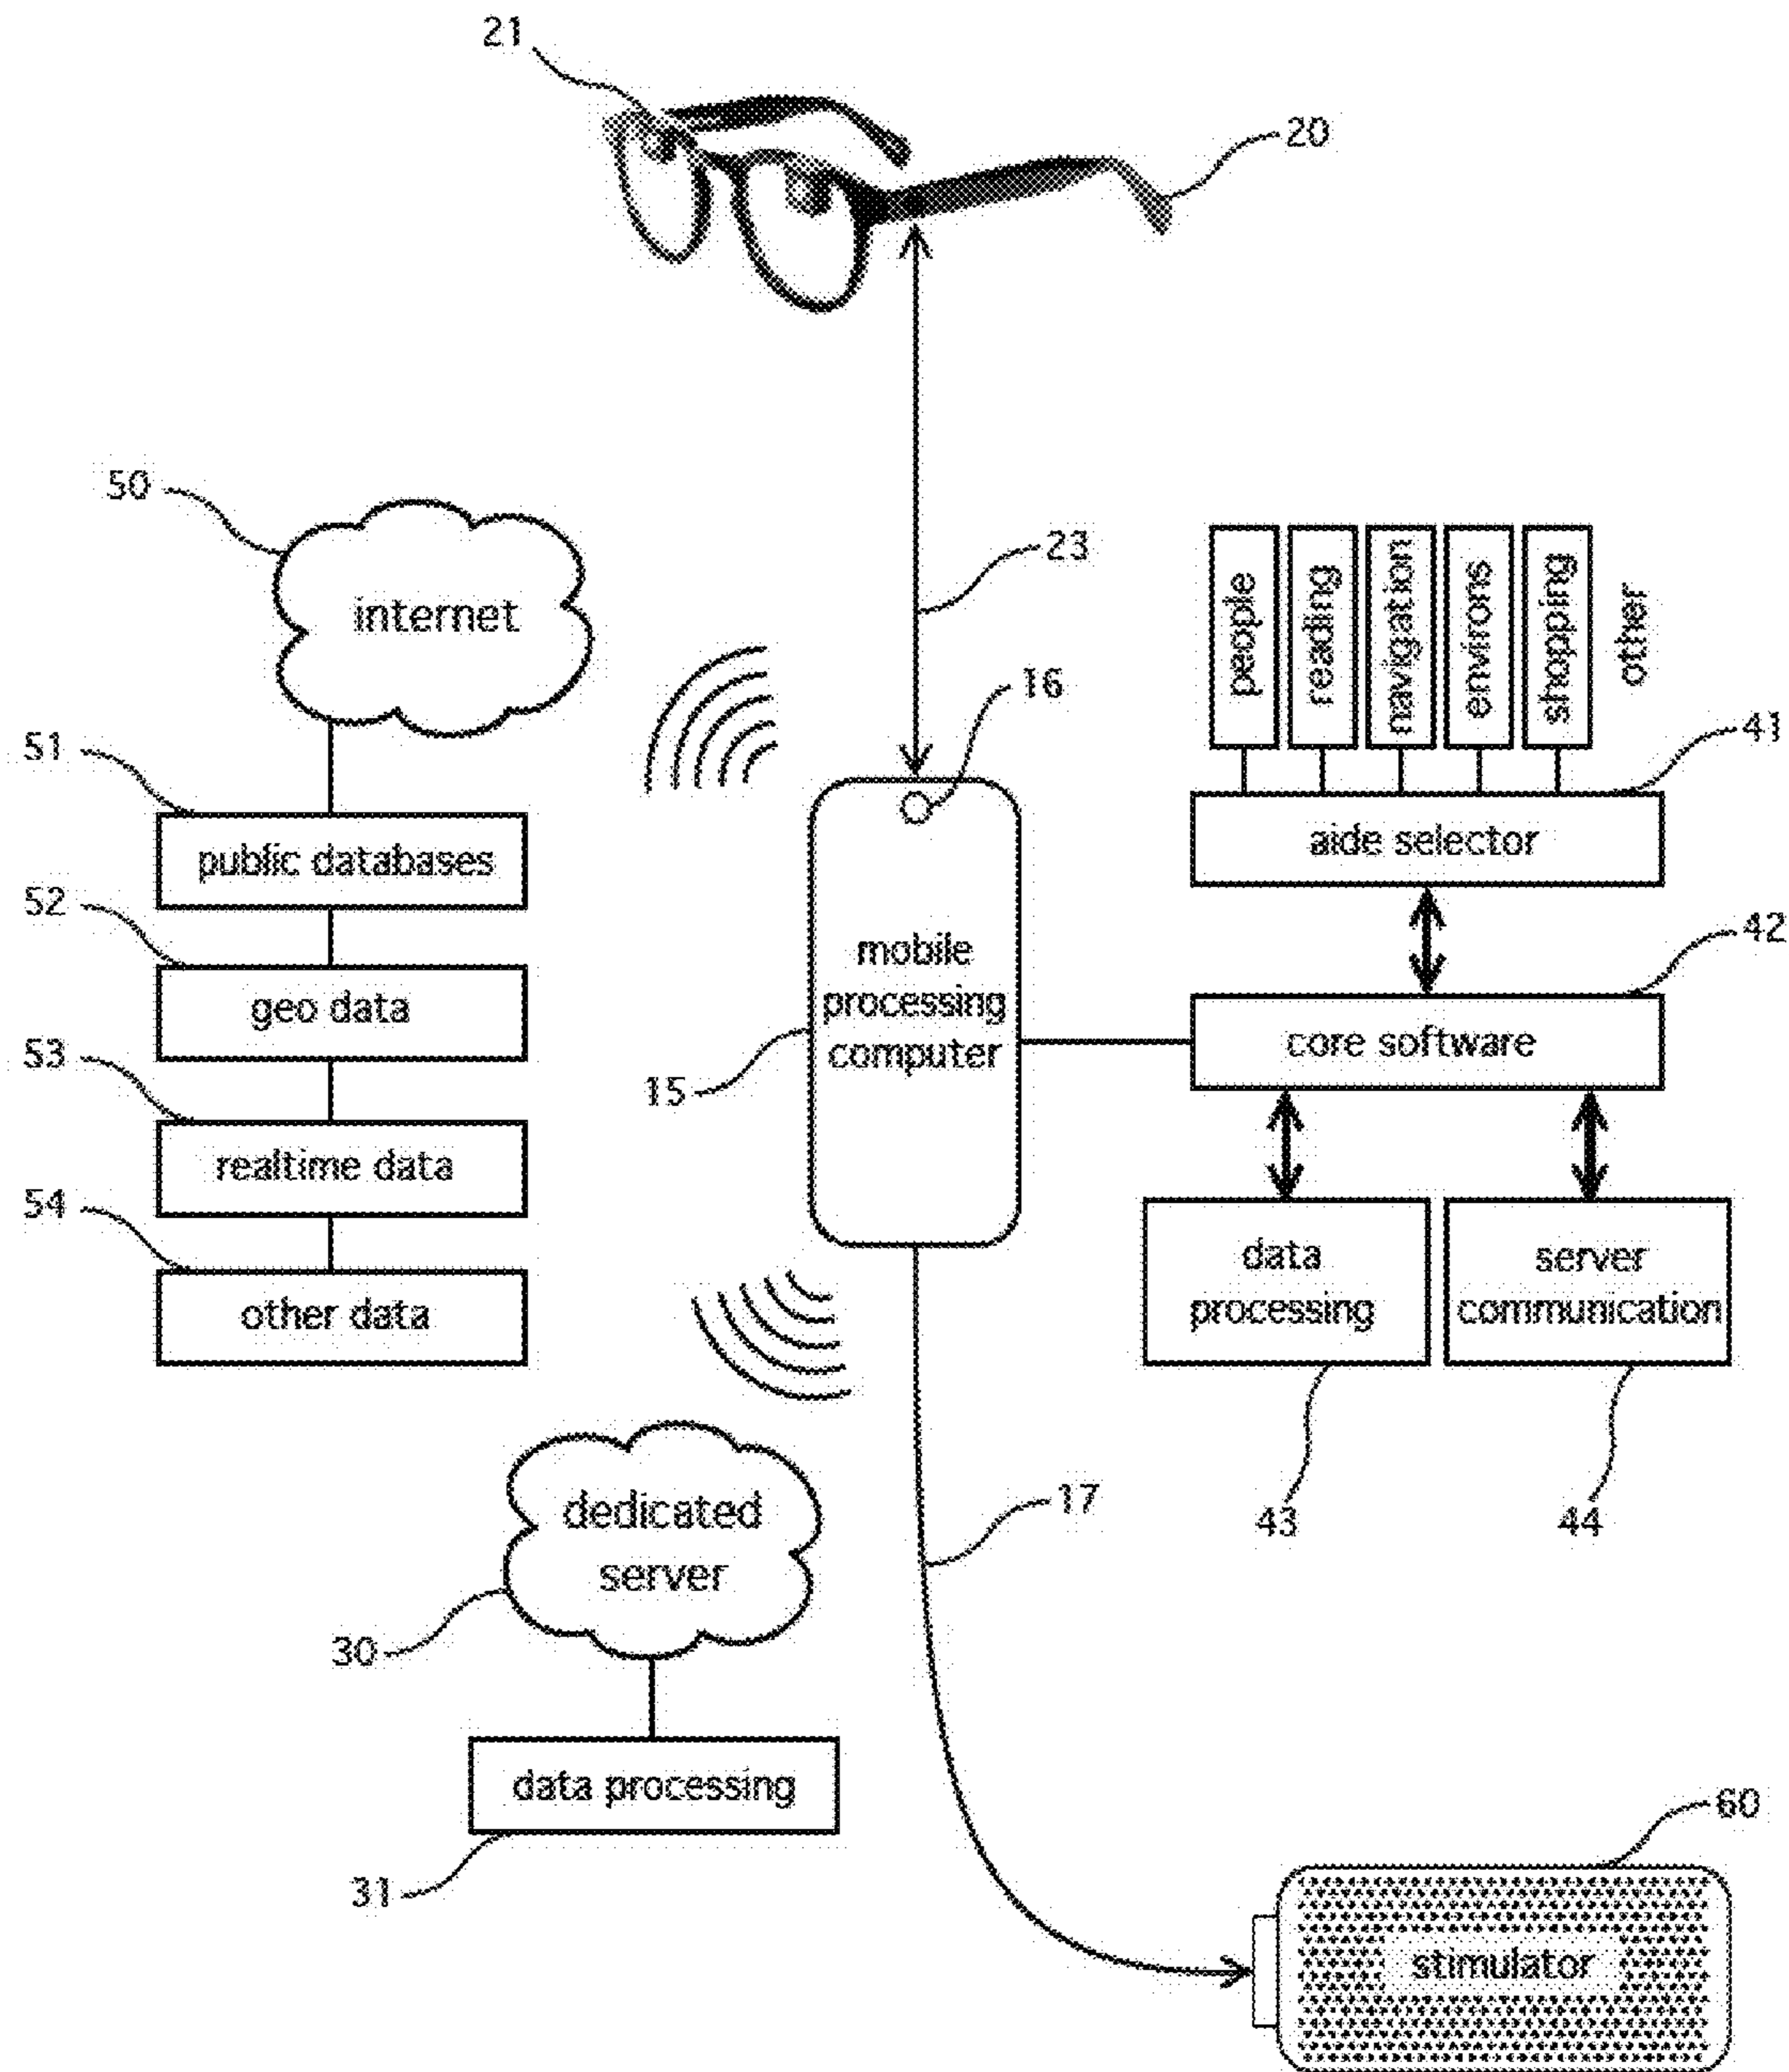 21
20
50
internet
23
16
people
reading
navigation
environs
shopping
other
41
aide selector
51
public databases
52
geo data
53
realtime data
54
other data
mobile
processing
computer
15
42
core software
data
processing
server
communication
43
44
17
dedicated
server
30
data processing
31
60
stimulator